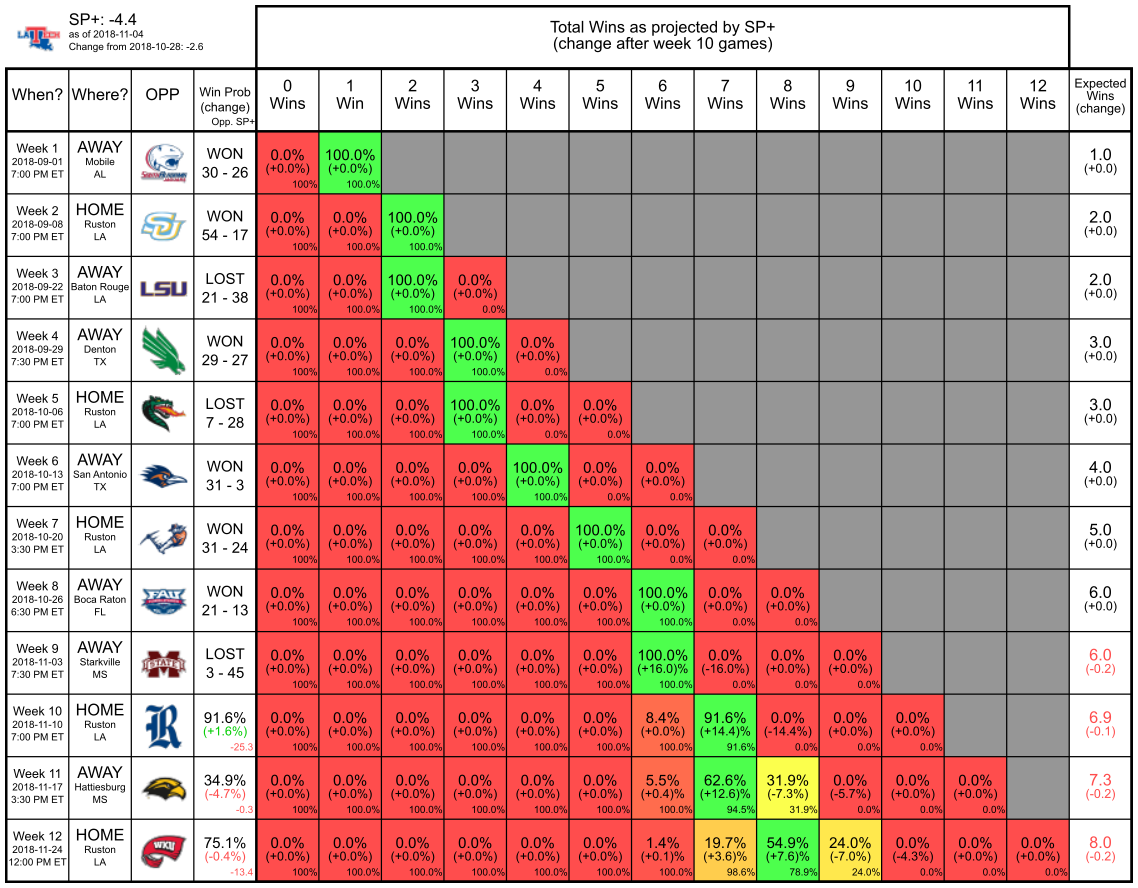 LA TECH
SP+: -4.4
as of 2018-11-04
Change from 2018-10-28: -2.6
Total Wins as projected by SP+
(change after week 10 games)
When? Where? OPP Win Prob (change) Opp. SP+ 0 Wins 1 Win 2 Wins 3 Wins 4 Wins 5 Wins 6 Wins 7 Wins 8 Wins 9 Wins 10 Wins 11 Wins 12 Wins Expected Wins (change)
Week 1 AWAY WON 0.0% 100.0% 1.0
2018-09-01 Mobile (+0.0%) (+0.0%) (+0.0)
7:00 PM ET AL 30 - 26 100% 100.0%
Week 2 HOME WON 0.0% 0.0% 100.0% 2.0
2018-09-08 Ruston (+0.0%) (+0.0%) (+0.0%) (+0.0)
7:00 PM ET LA 54 - 17 100% 100.0% 100.0%
Week 3 AWAY LSU LOST 0.0% 0.0% 100.0% 0.0% 2.0
2018-09-22 Baton Rouge (+0.0%) (+0.0%) (+0.0%) (+0.0%) (+0.0)
7:00 PM ET LA 21 - 38 100% 100.0% 100.0% 0.0%
Week 4 AWAY WON 0.0% 0.0% 0.0% 100.0% 0.0% 3.0
2018-09-29 Denton (+0.0%) (+0.0%) (+0.0%) (+0.0%) (+0.0%) (+0.0)
7:30 PM ET TX 29 - 27 100% 100.0% 100.0% 100.0% 0.0%
Week 5 HOME LOST 0.0% 0.0% 0.0% 100.0% 0.0% 0.0% 3.0
2018-10-06 Ruston (+0.0%) (+0.0%) (+0.0%) (+0.0%) (+0.0%) (+0.0%) (+0.0)
7:00 PM ET LA 7 - 28 100% 100.0% 100.0% 100.0% 0.0% 0.0%
Week 6 AWAY WON 0.0% 0.0% 0.0% 0.0% 100.0% 0.0% 0.0% 4.0
2018-10-13 San Antonio (+0.0%) (+0.0%) (+0.0%) (+0.0%) (+0.0%) (+0.0%) (+0.0%) (+0.0)
7:00 PM ET TX 31 - 3 100% 100.0% 100.0% 100.0% 100.0% 0.0% 0.0%
Week 7 HOME WON 0.0% 0.0% 0.0% 0.0% 0.0% 100.0% 0.0% 0.0% 5.0
2018-10-20 Ruston (+0.0%) (+0.0%) (+0.0%) (+0.0%) (+0.0%) (+0.0%) (+0.0%) (+0.0%) (+0.0)
3:30 PM ET LA 31 - 24 100% 100.0% 100.0% 100.0% 100.0% 100.0% 0.0% 0.0%
Week 8 AWAY FAU WON 0.0% 0.0% 0.0% 0.0% 0.0% 0.0% 100.0% 0.0% 0.0% 6.0
2018-10-26 Boca Raton (+0.0%) (+0.0%) (+0.0%) (+0.0%) (+0.0%) (+0.0%) (+0.0%) (+0.0%) (+0.0%) (+0.0)
6:30 PM ET FL 21 - 13 100% 100.0% 100.0% 100.0% 100.0% 100.0% 100.0% 0.0% 0.0%
Week 9 AWAY STATE LOST 0.0% 0.0% 0.0% 0.0% 0.0% 0.0% 100.0% 0.0% 0.0% 0.0% 6.0
2018-11-03 Starkville (+0.0%) (+0.0%) (+0.0%) (+0.0%) (+0.0%) (+0.0%) (+16.0)% (-16.0%) (+0.0%) (+0.0%) (-0.2)
7:30 PM ET MS 3 - 45 100% 100.0% 100.0% 100.0% 100.0% 100.0% 100.0% 0.0% 0.0% 0.0%
Week 10 HOME R 91.6% 0.0% 0.0% 0.0% 0.0% 0.0% 0.0% 8.4% 91.6% 0.0% 0.0% 0.0% 6.9
2018-11-10 Ruston (+1.6%) (+0.0%) (+0.0%) (+0.0%) (+0.0%) (+0.0%) (+0.0%) (+0.0%) (+14.4)% (-14.4%) (+0.0%) (+0.0%) (-0.1)
7:00 PM ET LA -25.3 100% 100.0% 100.0% 100.0% 100.0% 100.0% 100.0% 91.6% 0.0% 0.0% 0.0%
Week 11 AWAY 34.9% 0.0% 0.0% 0.0% 0.0% 0.0% 0.0% 5.5% 62.6% 31.9% 0.0% 0.0% 0.0% 7.3
2018-11-17 Hattiesburg (-4.7%) (+0.0%) (+0.0%) (+0.0%) (+0.0%) (+0.0%) (+0.0%) (+0.4)% (+12.6)% (-7.3%) (-5.7%) (+0.0%) (+0.0%) (-0.2)
3:30 PM ET MS -0.3 100% 100.0% 100.0% 100.0% 100.0% 100.0% 100.0% 94.5% 31.9% 0.0% 0.0% 0.0%
Week 12 HOME WKU 75.1% 0.0% 0.0% 0.0% 0.0% 0.0% 0.0% 1.4% 19.7% 54.9% 24.0% 0.0% 0.0% 0.0% 8.0
2018-11-24 Ruston (-0.4%) (+0.0%) (+0.0%) (+0.0%) (+0.0%) (+0.0%) (+0.0%) (+0.1)% (+3.6)% (+7.6)% (-7.0%) (-4.3%) (+0.0%) (+0.0%) (-0.2)
12:00 PM ET LA -13.4 100% 100.0% 100.0% 100.0% 100.0% 100.0% 100.0% 98.6% 78.9% 24.0% 0.0% 0.0% 0.0%